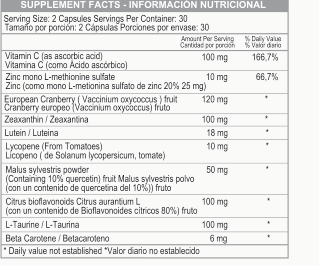 SUPPLEMENT FACTS - INFORMACIÓN NUTRICIONAL
Serving Size: 2 Capsules Servings Per Container: 30
Tamaño por porción: 2 Cápsulas Porciones por envase: 30
Amount Per Serving % Daily Value
Cantidad por porción % Valor diario
Vitamin C (as ascorbic acid) 100 mg 166,7%
Vitamina C (como Ácido ascórbico)
Zinc mono L-methionine sulfate 10 mg 66,7%
Zinc (como mono L-metionina sulfato de zinc 20% 25 mg)
European Cranberry ( Vaccinium oxycoccus ) fruit 120 mg *
Cranberry europeo (Vaccinium oxycoccus) fruto
Zeaxanthin / Zeaxantina 100 mg *
Lutein / Luteina 18 mg *
Lycopene (From Tomatoes) 10 mg *
Licopeno ( de Solanum lycopersicum, tomate)
Malus sylvestris powder 50 mg *
(Containing 10% quercetin) fruit Malus sylvestris polvo
(con un contenido de quercetina del 10%)) fruto
Citrus bioflavonoids Citrus aurantium L 100 mg *
(con un contenido de Bioflavonoides cítricos 80%) fruto
L-Taurine / L-Taurina 100 mg *
Beta Carotene / Betacaroteno 6 mg *
* Daily value not established *Valor diario no establecido